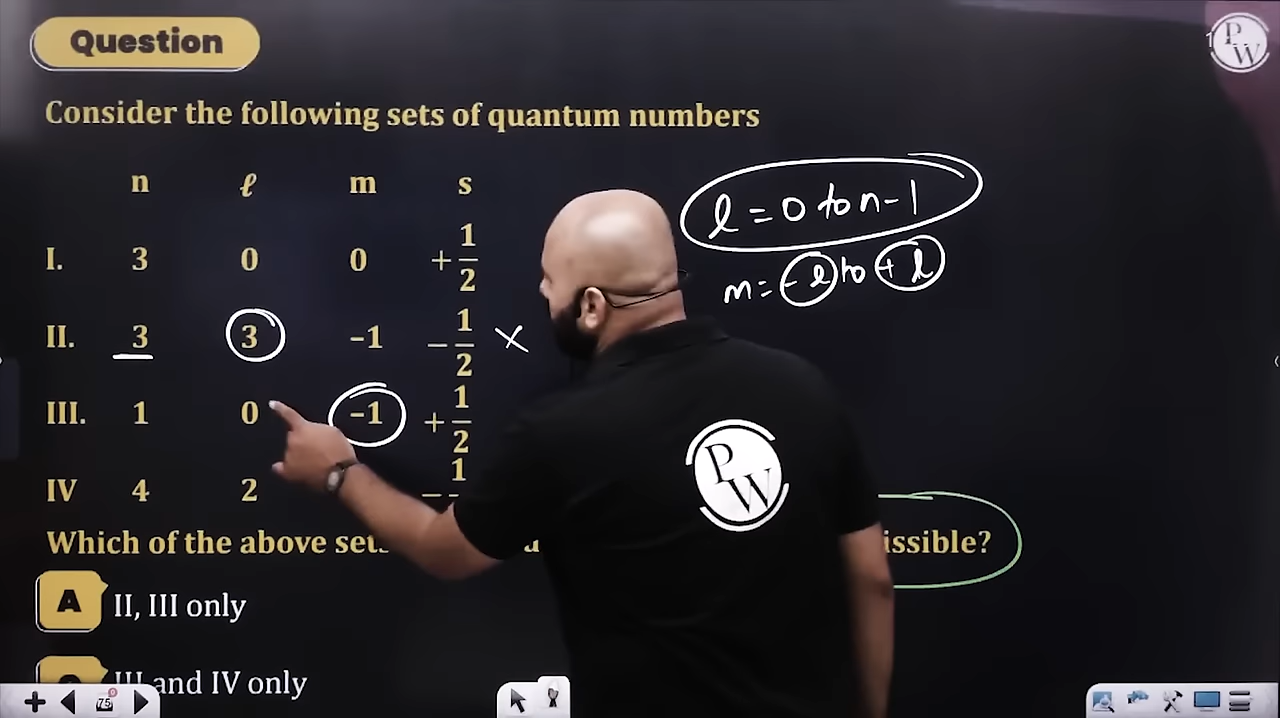 Question
PW
Consider the following sets of quantum numbers
n ℓ m s
I. 3 0 0 +1/2
II. 3 3 -1 -1/2 ×
III. 1 0 -1 +1/2
IV 4 2 - 1
l = 0 to n-1
m = -l to +l
PW
Which of the above issible?
A II, III only
and IV only
75